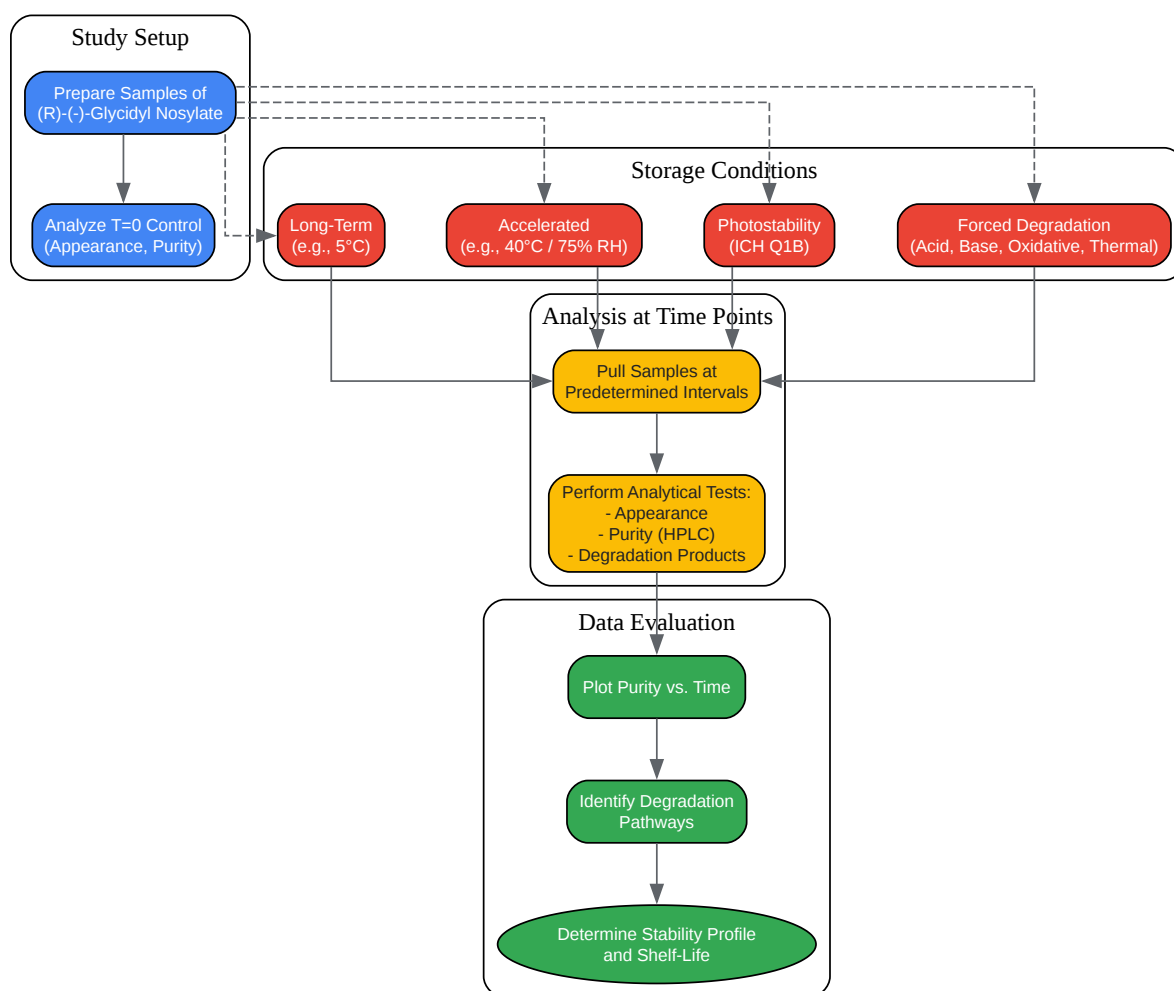 Study Setup
Prepare Samples of
(R)-(-)-Glycidyl Nosylate
Analyze T=0 Control
(Appearance, Purity)
Storage Conditions
Long-Term
(e.g., 5°C)
Accelerated
(e.g., 40°C / 75% RH)
Photostability
(ICH Q1B)
Forced Degradation
(Acid, Base, Oxidative, Thermal)
Analysis at Time Points
Pull Samples at
Predetermined Intervals
Perform Analytical Tests:
- Appearance
- Purity (HPLC)
- Degradation Products
Data Evaluation
Plot Purity vs. Time
Identify Degradation
Pathways
Determine Stability Profile
and Shelf-Life